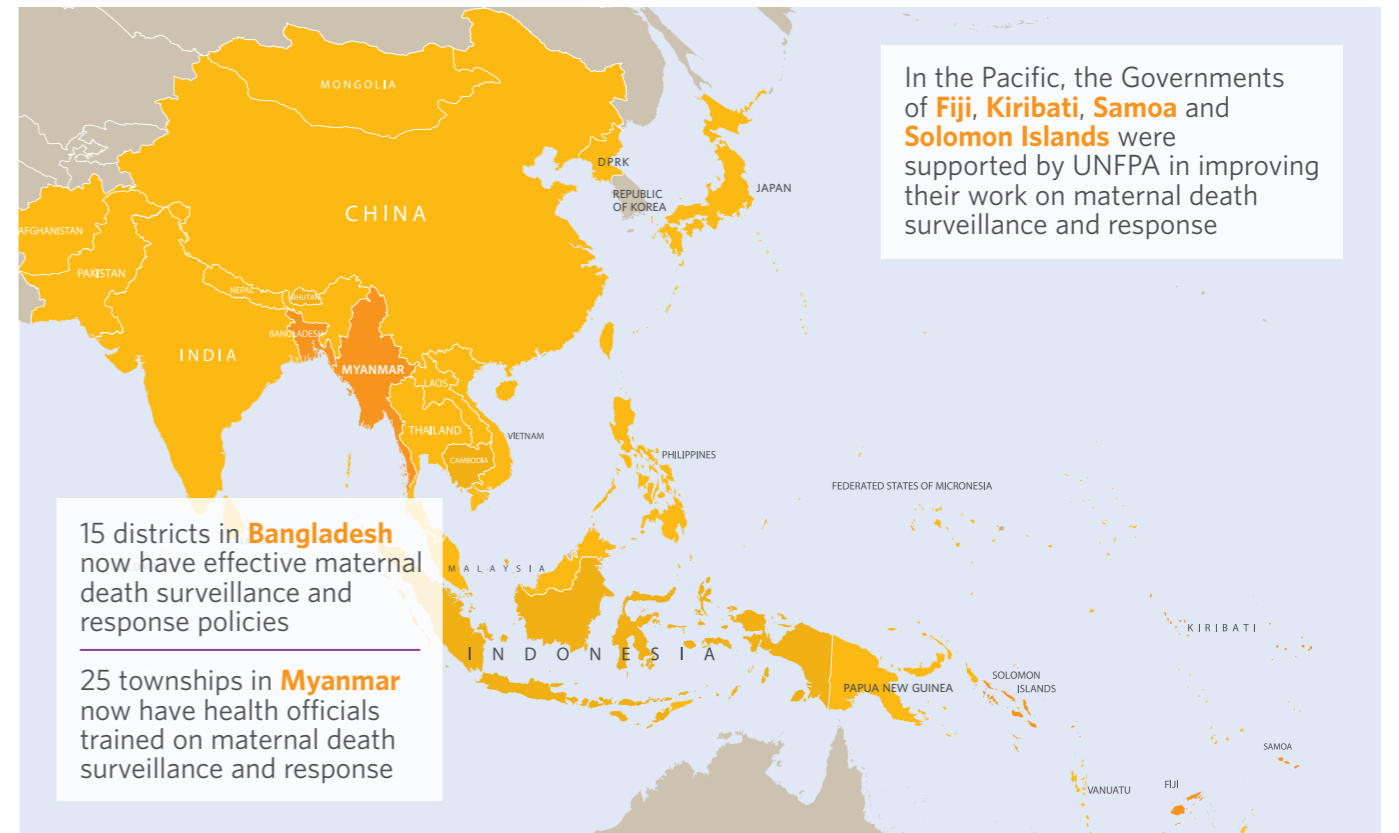 MONGOLIA
In the Pacific, the Governments
of Fiji, Kiribati, Samoa and
Solomon Islands were
supported by UNFPA in improving
their work on maternal death
surveillance and response
DPRK
REPUBLIC
OF KOREA
JAPAN
CHINA
AFGHANISTAN
PAKISTAN
NEPAL
BHUTAN
BANGLADESH
INDIA
MYANMAR
LAOS
THAILAND
VIETNAM
CAMBODIA
PHILIPPINES
FEDERATED STATES OF MICRONESIA
15 districts in Bangladesh
now have effective maternal
death surveillance and
response policies
25 townships in Myanmar
now have health officials
trained on maternal death
surveillance and response
MALAYSIA
INDONESIA
PAPUA NEW GUINEA
SOLOMON
ISLANDS
KIRIBATI
SAMOA
VANUATU
FIJI